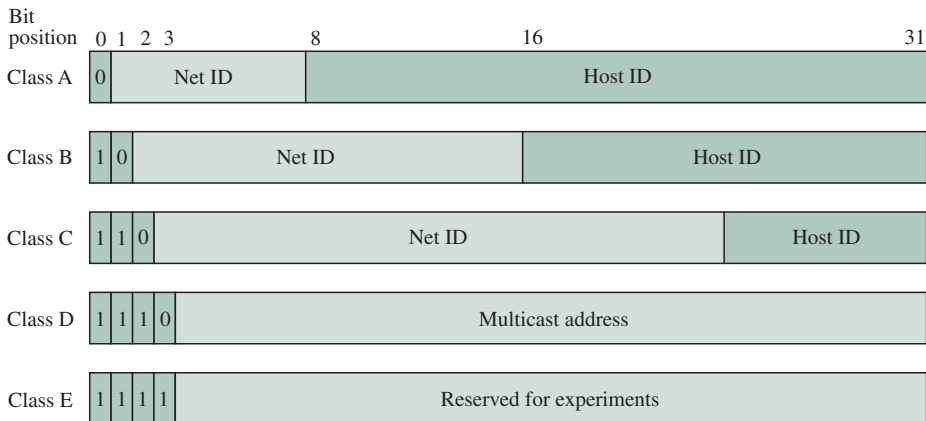 Bit
position 0 1 2 3 8 16 31
Class A 0 Net ID Host ID
Class B 1 0 Net ID Host ID
Class C 1 1 0 Net ID Host ID
Class D 1 1 1 0 Multicast address
Class E 1 1 1 1 Reserved for experiments